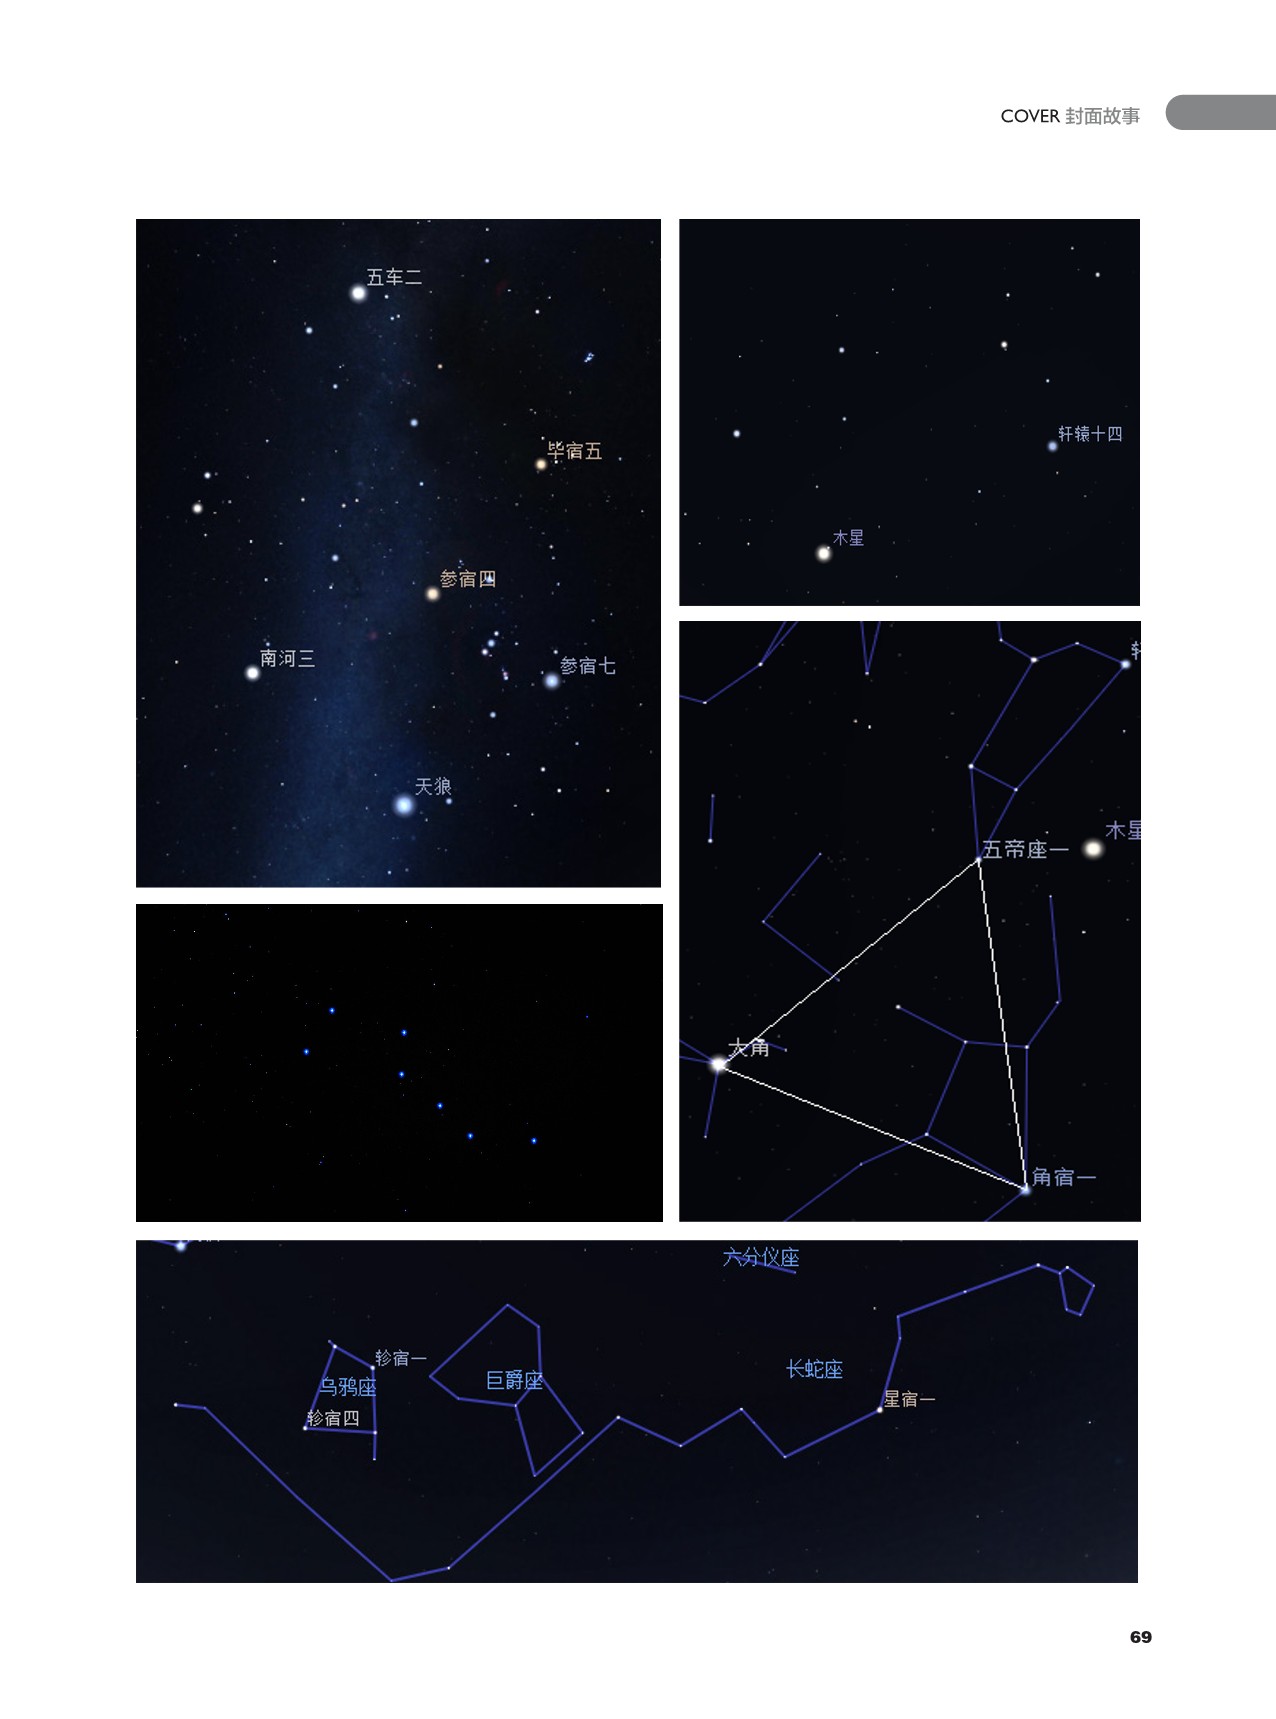 COVER 封面故事
五车二
毕宿五
参宿四
南河三
参宿七
天狼
轩辕十四
木星
五帝座一
木星
大角
角宿一
六分仪座
轸宿一
乌鸦座
巨爵座
长蛇座
星宿一
轸宿四
69